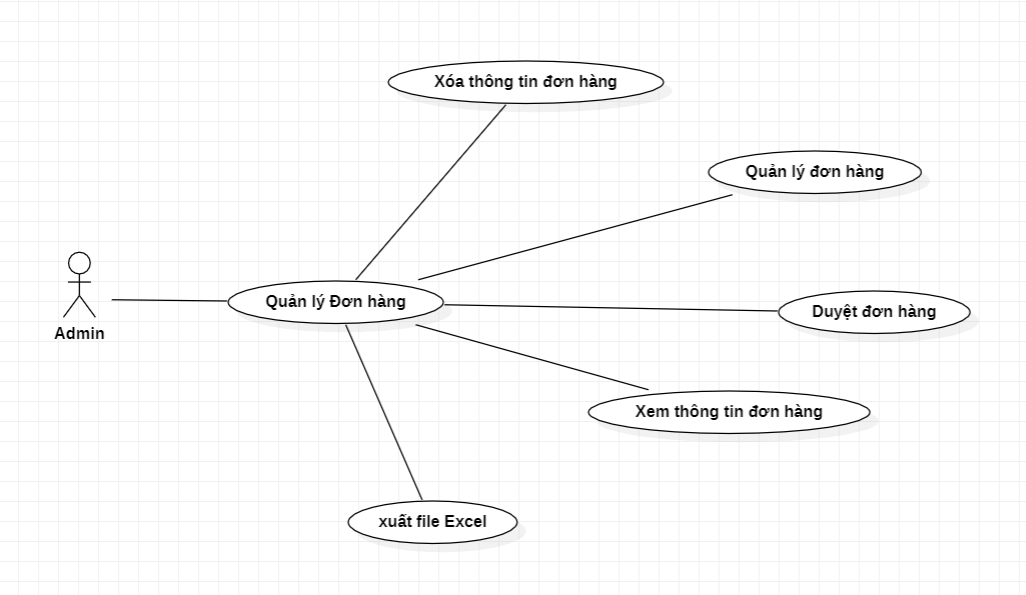 Xóa thông tin đơn hàng
Quản lý đơn hàng
Quản lý Đơn hàng
Duyệt đơn hàng
Admin
Xem thông tin đơn hàng
xuất file Excel